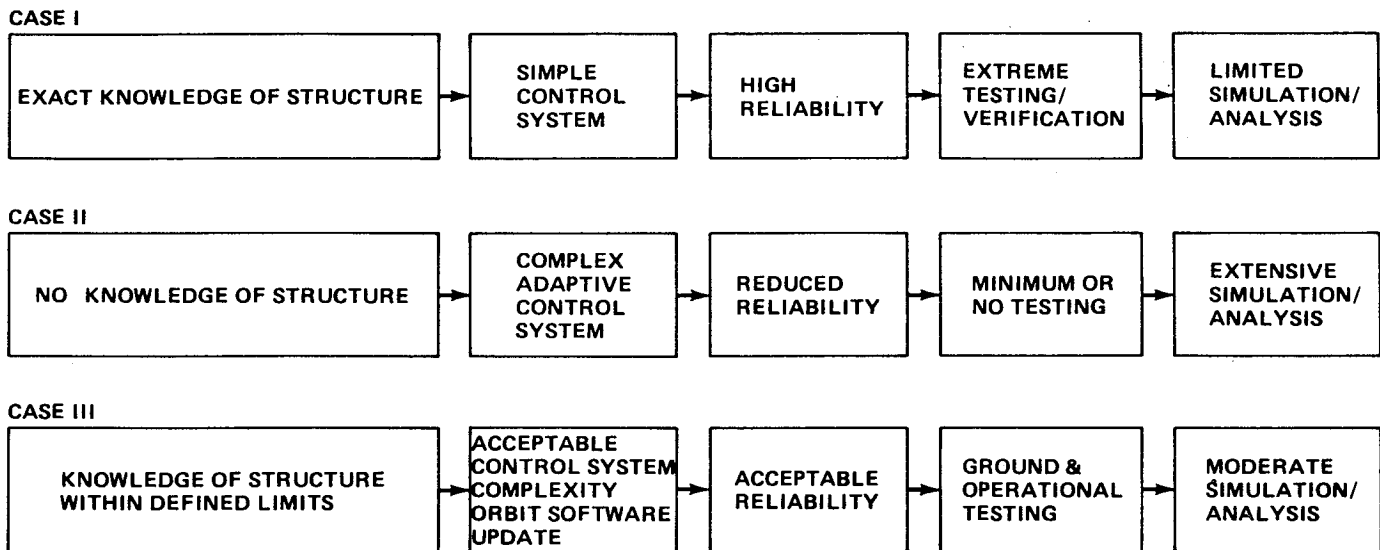 CASE I
EXACT KNOWLEDGE OF STRUCTURE
SIMPLE
CONTROL
SYSTEM
HIGH
RELIABILITY
EXTREME
TESTING/
VERIFICATION
LIMITED
SIMULATION/
ANALYSIS
CASE II
NO KNOWLEDGE OF STRUCTURE
COMPLEX
ADAPTIVE
CONTROL
SYSTEM
REDUCED
RELIABILITY
MINIMUM OR
NO TESTING
EXTENSIVE
SIMULATION/
ANALYSIS
CASE III
KNOWLEDGE OF STRUCTURE
WITHIN DEFINED LIMITS
ACCEPTABLE
CONTROL SYSTEM
COMPLEXITY
ORBIT SOFTWARE
UPDATE
ACCEPTABLE
RELIABILITY
GROUND &
OPERATIONAL
TESTING
MODERATE
SIMULATION/
ANALYSIS